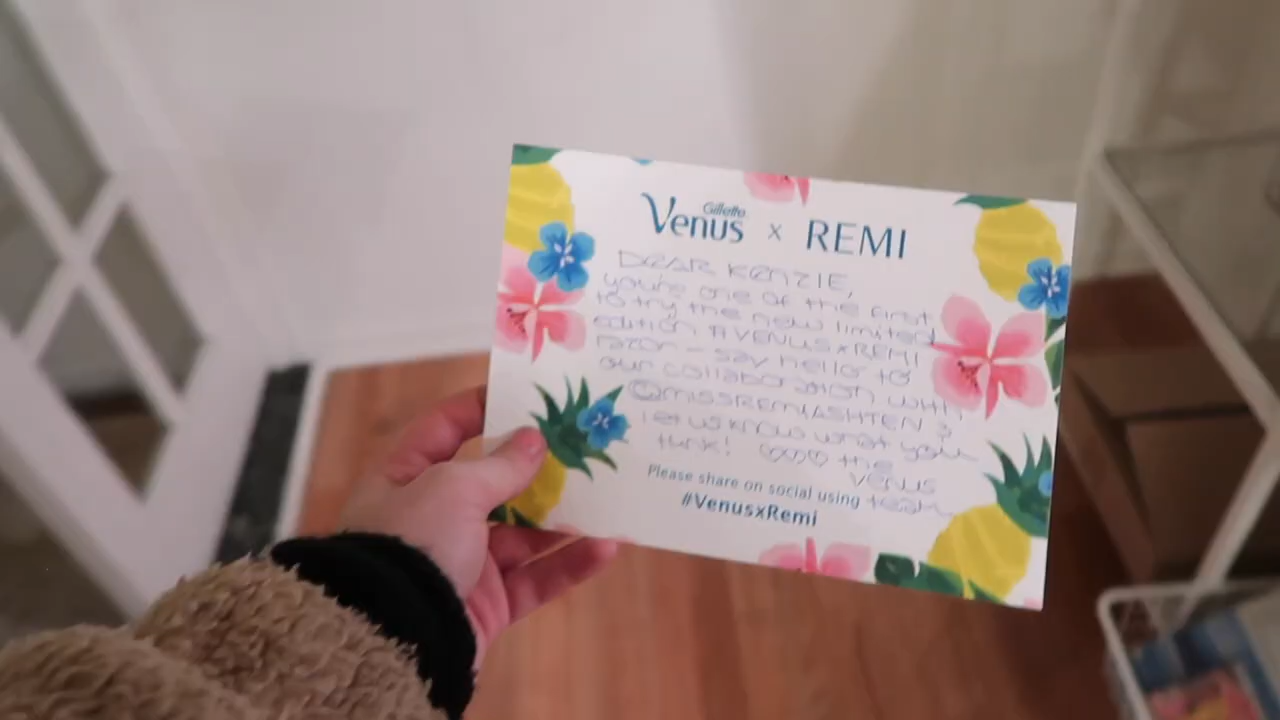 Gillette
Venus x REMI
DEAR KENZIE,
you're one of the first
to try the new limited
edition #VENUSxREMI
razor - say hello to
our collaboration with
@MISSREMIASHTEN &
let us know what you
think! the
Venus
team
Please share on social using
#VenusxRemi